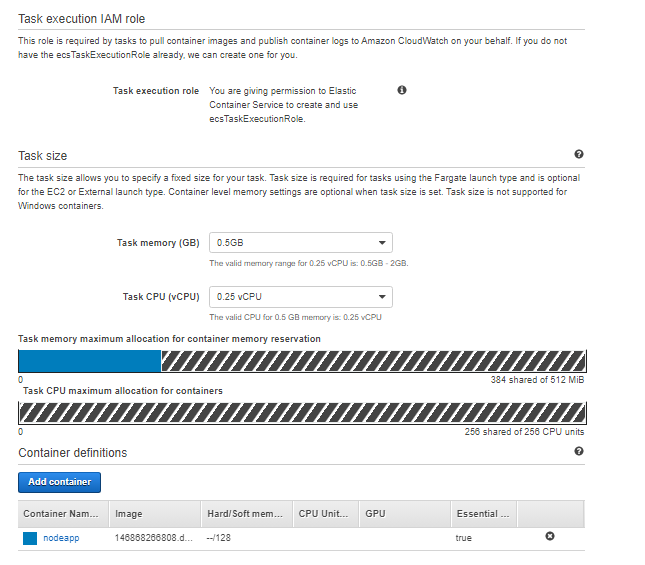 Task execution IAM role
This role is required by tasks to pull container images and publish container logs to Amazon CloudWatch on your behalf. If you do not
have the ecsTaskExecutionRole already, we can create one for you.
Task execution role You are giving permission to Elastic
Container Service to create and use
ecsTaskExecutionRole.
Task size
The task size allows you to specify a fixed size for your task. Task size is required for tasks using the Fargate launch type and is optional
for the EC2 or External launch type. Container level memory settings are optional when task size is set. Task size is not supported for
Windows containers.
Task memory (GB) 0.5GB
The valid memory range for 0.25 vCPU is: 0.5GB - 2GB.
Task CPU (vCPU) 0.25 vCPU
The valid CPU for 0.5 GB memory is: 0.25 vCPU
Task memory maximum allocation for container memory reservation
0 384 shared of 512 MiB
Task CPU maximum allocation for containers
0 256 shared of 256 CPU units
Container definitions
Add container
Container Nam... Image Hard/Soft mem... CPU Unit... GPU Essential ...
nodeapp 146868266808.d... --/128 true